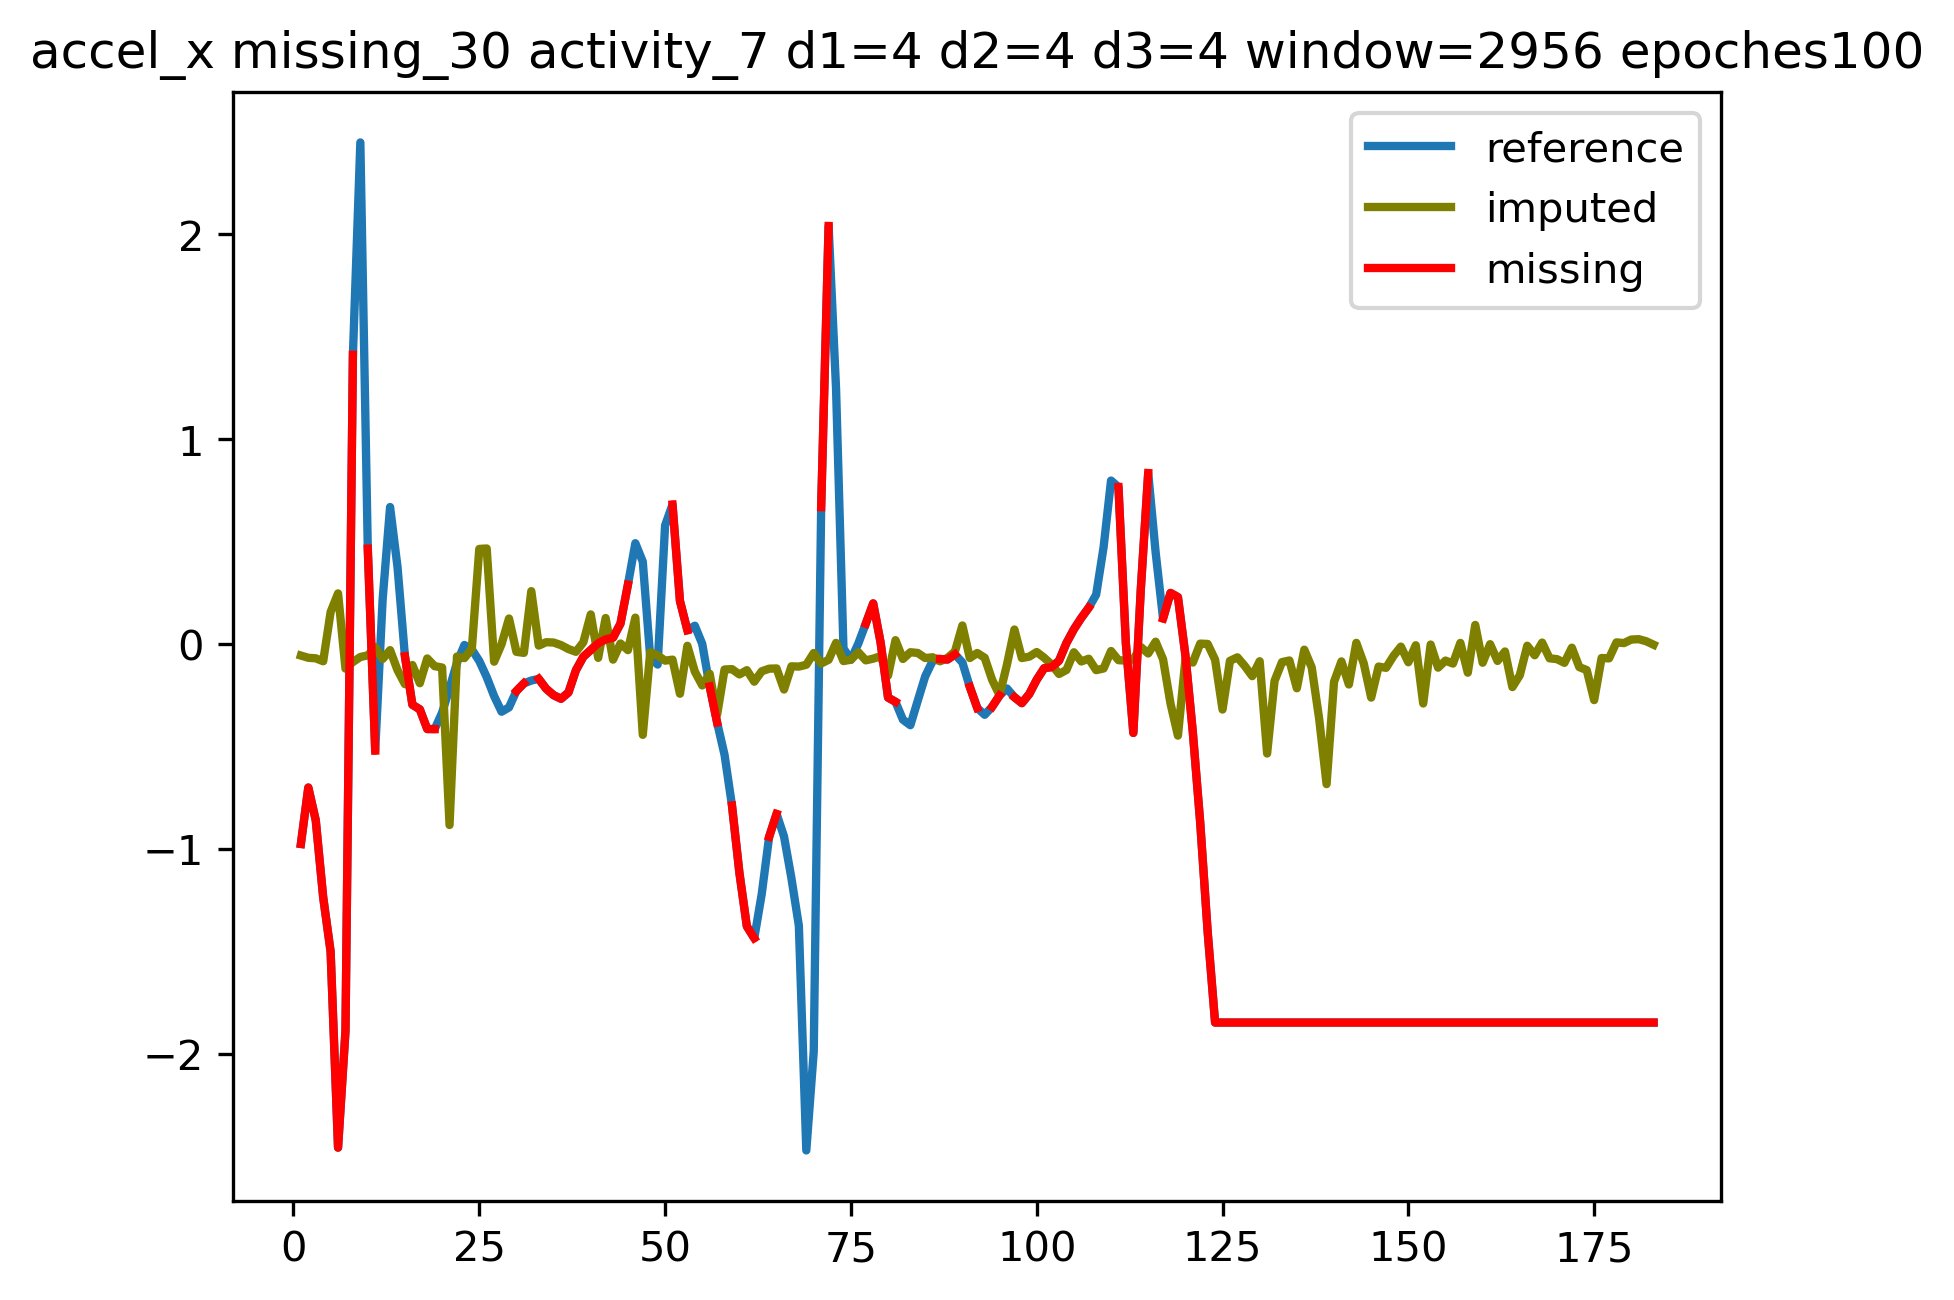 accel_x missing_30 activity_7 d1=4 d2=4 d3=4 window=2956 epoches100
reference
imputed
missing
2
1
0
−1
−2
0 25 50 75 100 125 150 175